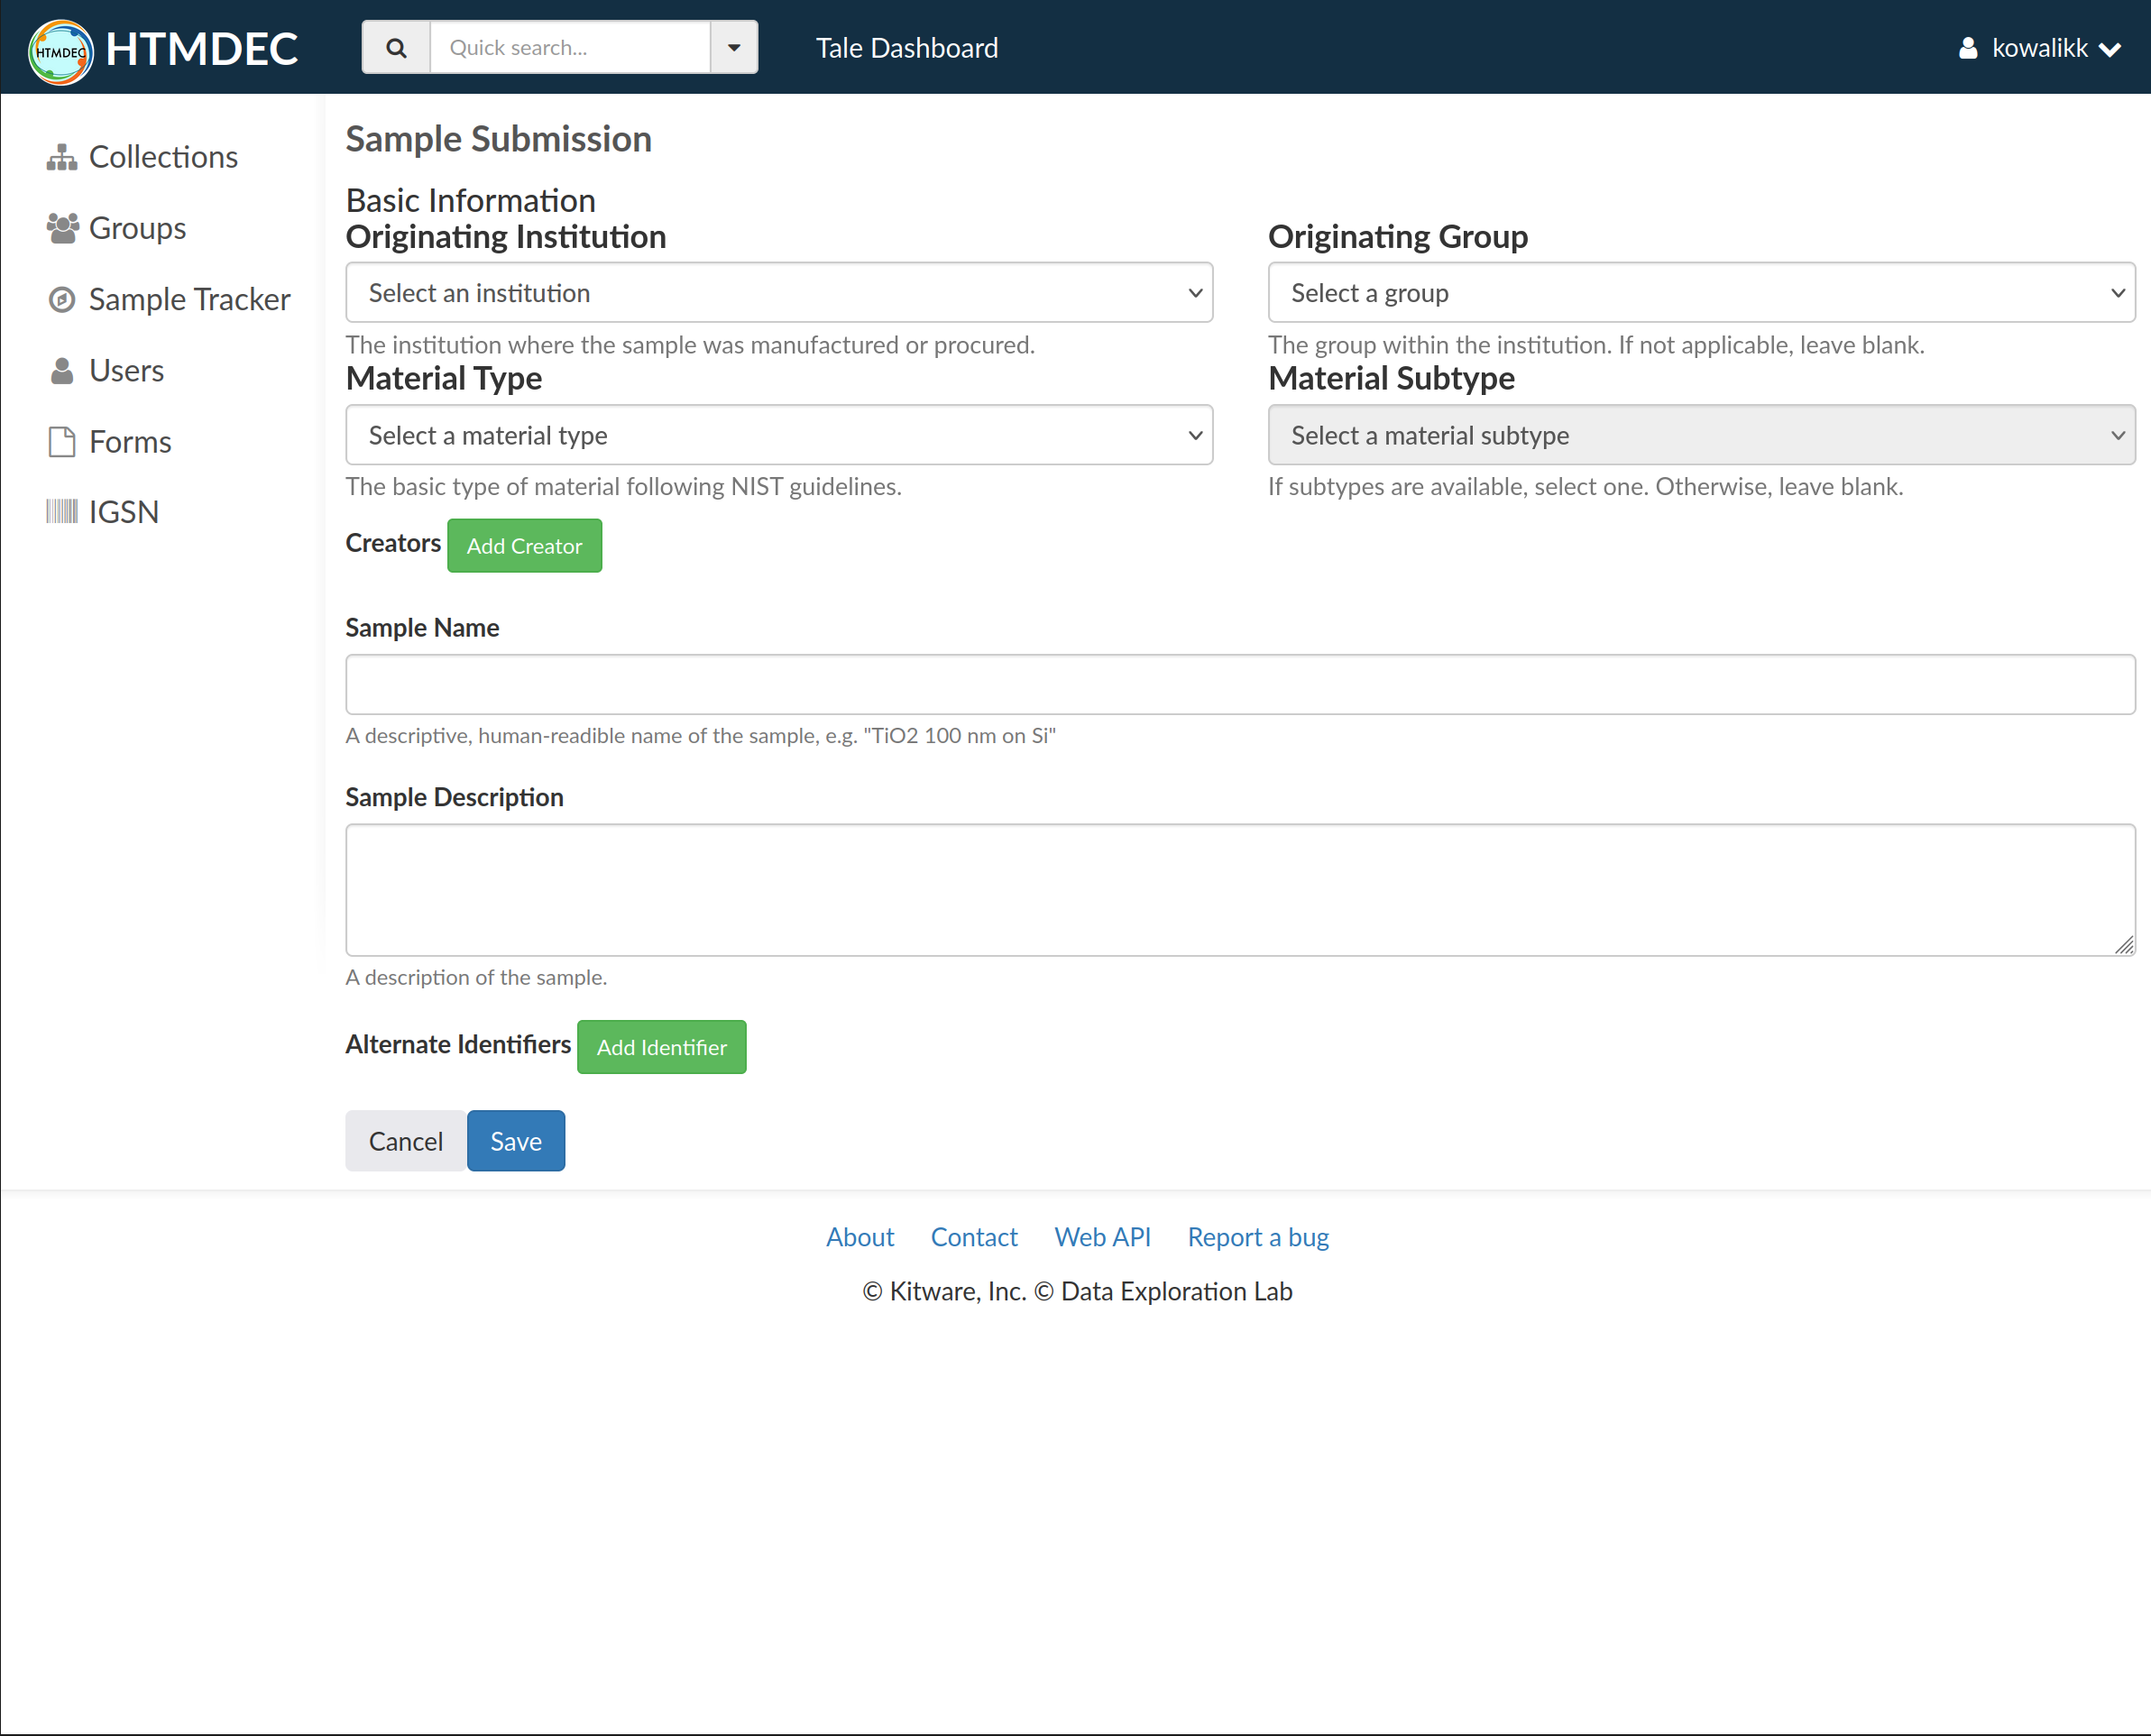 HTMDEC HTMDEC Quick search... Tale Dashboard kowalikk
Collections
Groups
Sample Tracker
Users
Forms
IGSN
Sample Submission
Basic Information
Originating Institution Originating Group
Select an institution Select a group
The institution where the sample was manufactured or procured. The group within the institution. If not applicable, leave blank.
Material Type Material Subtype
Select a material type Select a material subtype
The basic type of material following NIST guidelines. If subtypes are available, select one. Otherwise, leave blank.
Creators Add Creator
Sample Name
A descriptive, human-readible name of the sample, e.g. "TiO2 100 nm on Si"
Sample Description
A description of the sample.
Alternate Identifiers Add Identifier
Cancel Save
About Contact Web API Report a bug
© Kitware, Inc. © Data Exploration Lab